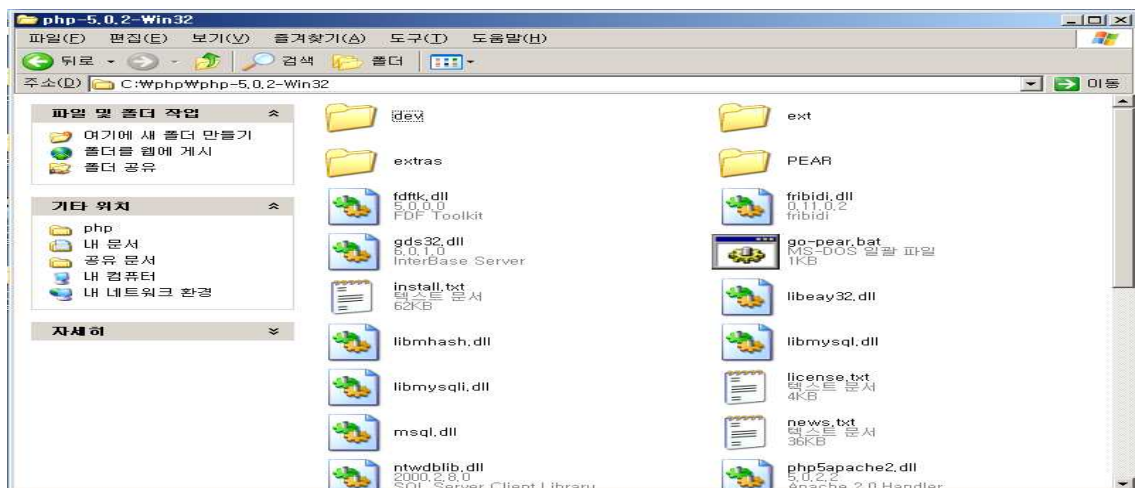 php-5.0.2-Win32
파일(F) 편집(E) 보기(V) 즐겨찾기(A) 도구(T) 도움말(H)
뒤로 검색 폴더
주소(D) C:₩php₩php-5.0.2-Win32 이동
파일 및 폴더 작업
여기에 새 폴더 만들기
폴더를 웹에 게시
폴더 공유
기타 위치
php
내 문서
공유 문서
내 컴퓨터
내 네트워크 환경
자세히
dev
ext
extras
PEAR
fdftk.dll
5.0.0.0
FDF Toolkit
fribidi.dll
0.11.0.2
fribidi
gds32.dll
6.0.1.0
InterBase Server
go-pear.bat
MS-DOS 일괄 파일
1KB
install.txt
텍스트 문서
62KB
libeay32.dll
libmhash.dll
libmysql.dll
libmysqli.dll
license.txt
텍스트 문서
4KB
msql.dll
news.txt
텍스트 문서
36KB
ntwdblib.dll
2000.2.8.0
SQL Server Client Library
php5apache2.dll
5.0.2.2
Apache 2.0 Handler